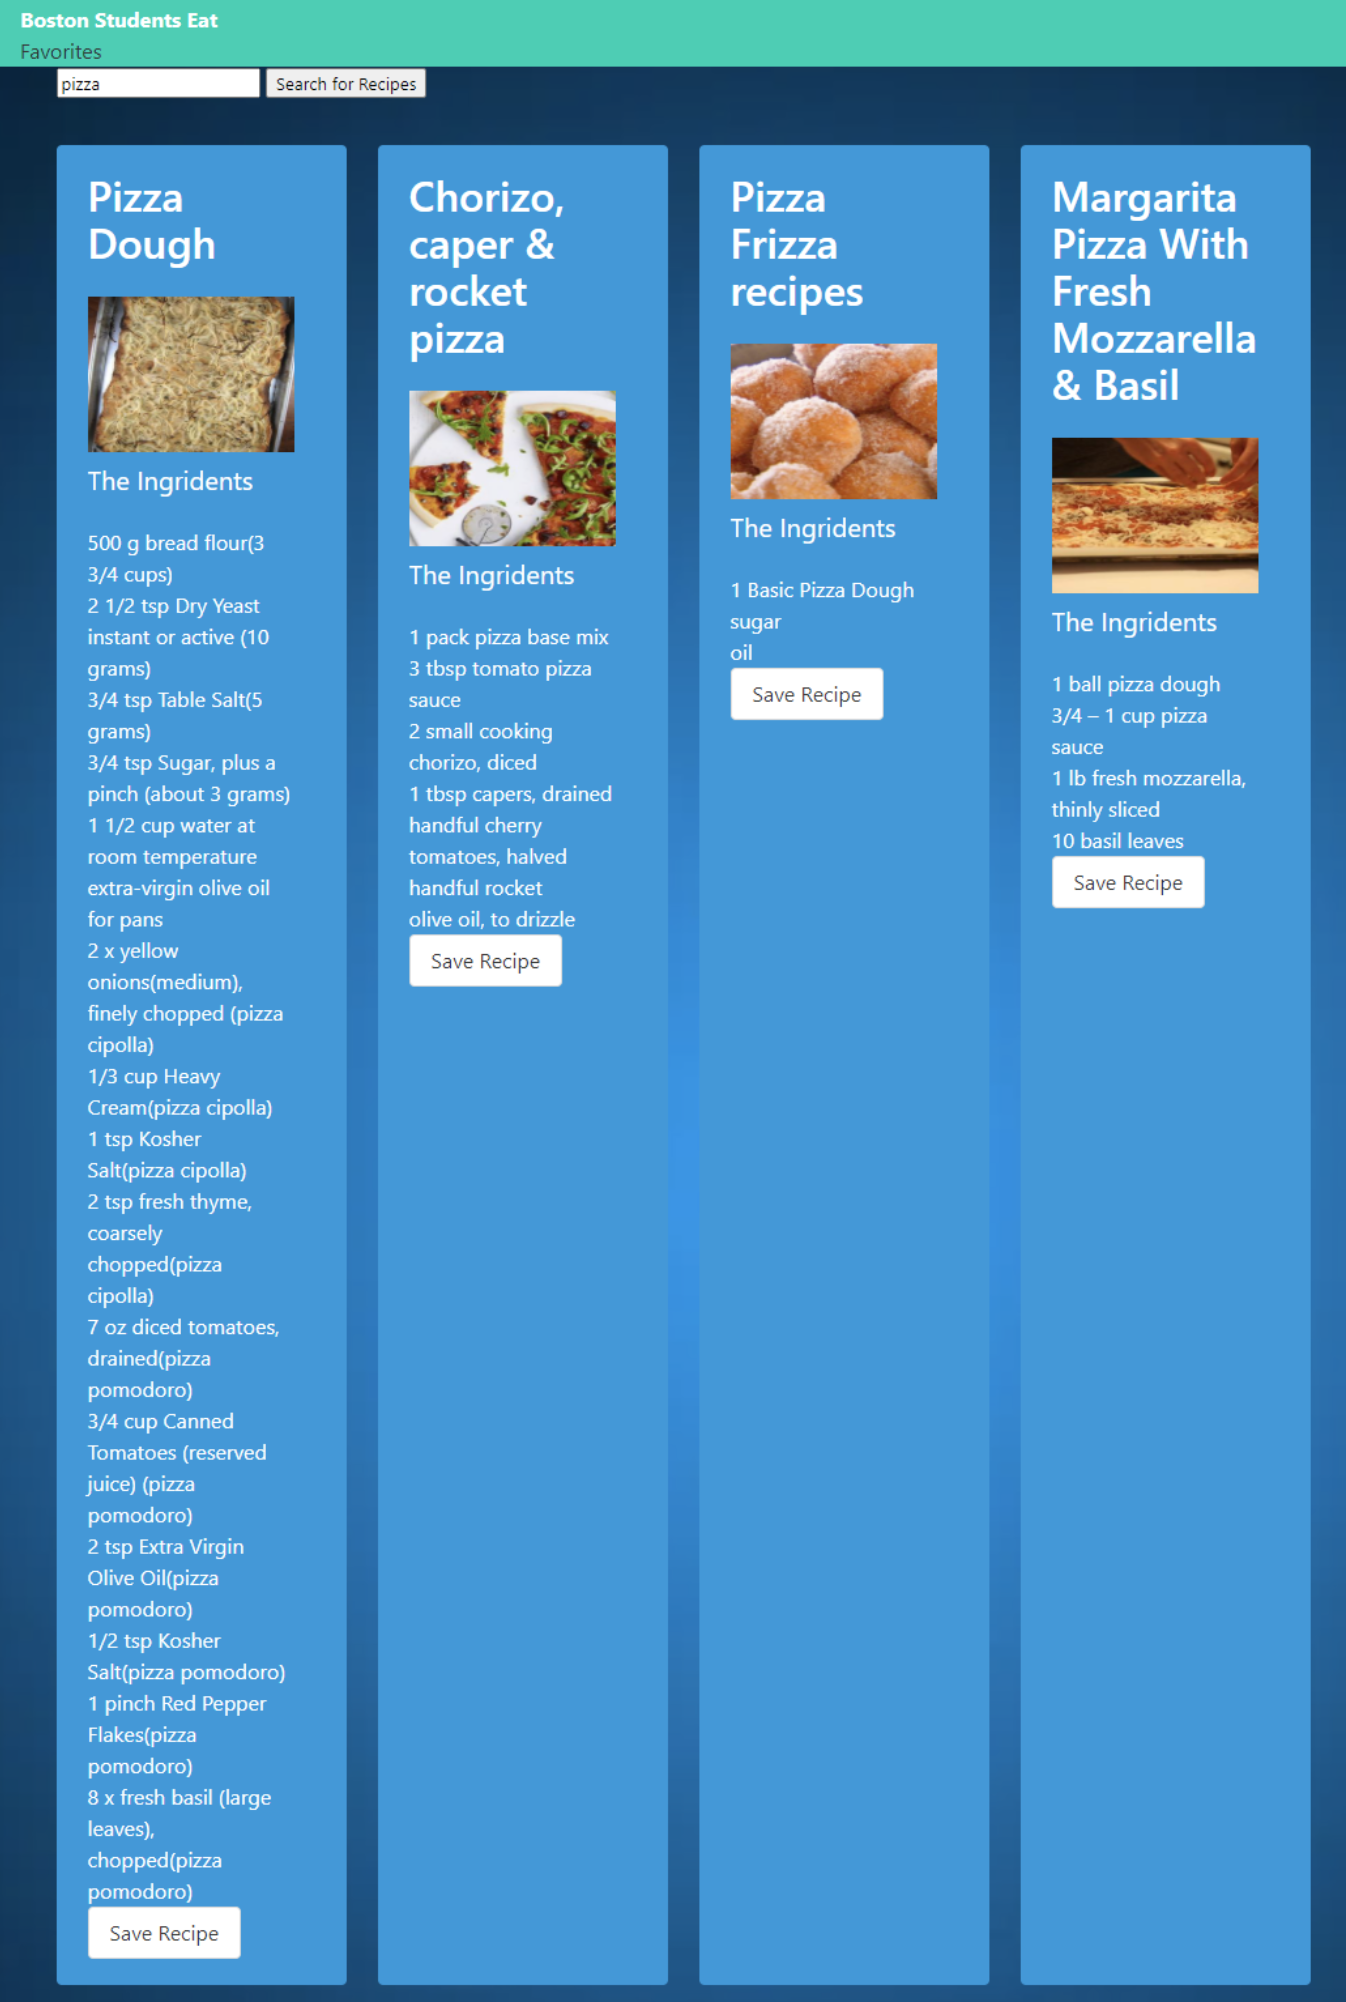 Boston Students Eat
Favorites
pizza
Search for Recipes
Pizza
Dough
The Ingridents
500 g bread flour(3
3/4 cups)
2 1/2 tsp Dry Yeast
instant or active (10
grams)
3/4 tsp Table Salt(5
grams)
3/4 tsp Sugar, plus a
pinch (about 3 grams)
1 1/2 cup water at
room temperature
extra-virgin olive oil
for pans
2 x yellow
onions(medium),
finely chopped (pizza
cipolla)
1/3 cup Heavy
Cream(pizza cipolla)
1 tsp Kosher
Salt(pizza cipolla)
2 tsp fresh thyme,
coarsely
chopped(pizza
cipolla)
7 oz diced tomatoes,
drained(pizza
pomodoro)
3/4 cup Canned
Tomatoes (reserved
juice) (pizza
pomodoro)
2 tsp Extra Virgin
Olive Oil(pizza
pomodoro)
1/2 tsp Kosher
Salt(pizza pomodoro)
1 pinch Red Pepper
Flakes(pizza
pomodoro)
8 x fresh basil (large
leaves),
chopped(pizza
pomodoro)
Save Recipe
Chorizo,
caper &
rocket
pizza
The Ingridents
1 pack pizza base mix
3 tbsp tomato pizza
sauce
2 small cooking
chorizo, diced
1 tbsp capers, drained
handful cherry
tomatoes, halved
handful rocket
olive oil, to drizzle
Save Recipe
Pizza
Frizza
recipes
The Ingridents
1 Basic Pizza Dough
sugar
oil
Save Recipe
Margarita
Pizza With
Fresh
Mozzarella
& Basil
The Ingridents
1 ball pizza dough
3/4 – 1 cup pizza
sauce
1 lb fresh mozzarella,
thinly sliced
10 basil leaves
Save Recipe